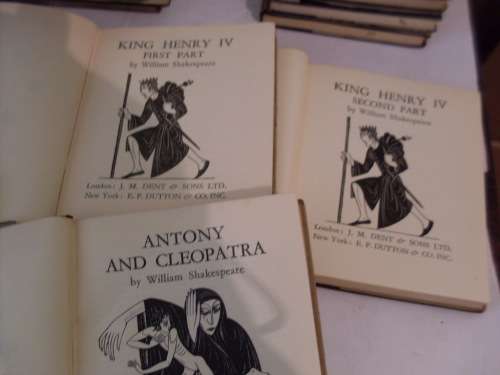 KING HENRY IV
FIRST PART
by William Shakespeare
London: J. M. DENT & SONS LTD.
New York: E. P. DUTTON & CO. INC.
KING HENRY IV
SECOND PART
by William Shakespeare
London: J. M. DENT & SONS LTD.
New York: E. P. DUTTON & CO. INC.
ANTONY
AND CLEOPATRA
by William Shakespeare